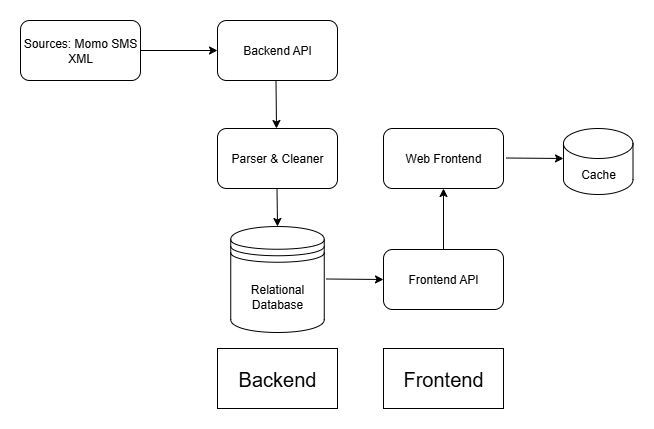 Sources: Momo SMS
XML
Backend API
Parser & Cleaner
Web Frontend
Cache
Relational
Database
Frontend API
Backend
Frontend